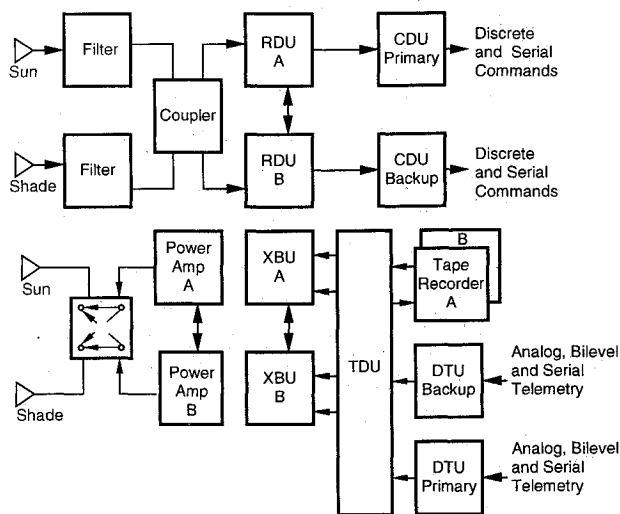 Sun
Filter
Coupler
RDU
A
CDU
Primary
Discrete
and Serial
Commands
Shade
Filter
RDU
B
CDU
Backup
Discrete
and Serial
Commands
Sun
Power
Amp
A
XBU
A
TDU
B
Tape
Recorder
A
Shade
Power
Amp
B
XBU
B
DTU
Backup
Analog, Bilevel
and Serial
Telemetry
DTU
Primary
Analog, Bilevel
and Serial
Telemetry